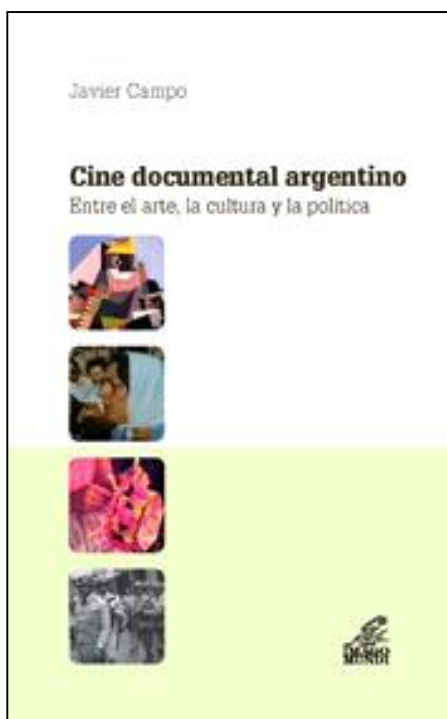 Javier Campo
Cine documental argentino
Entre el arte, la cultura y la política